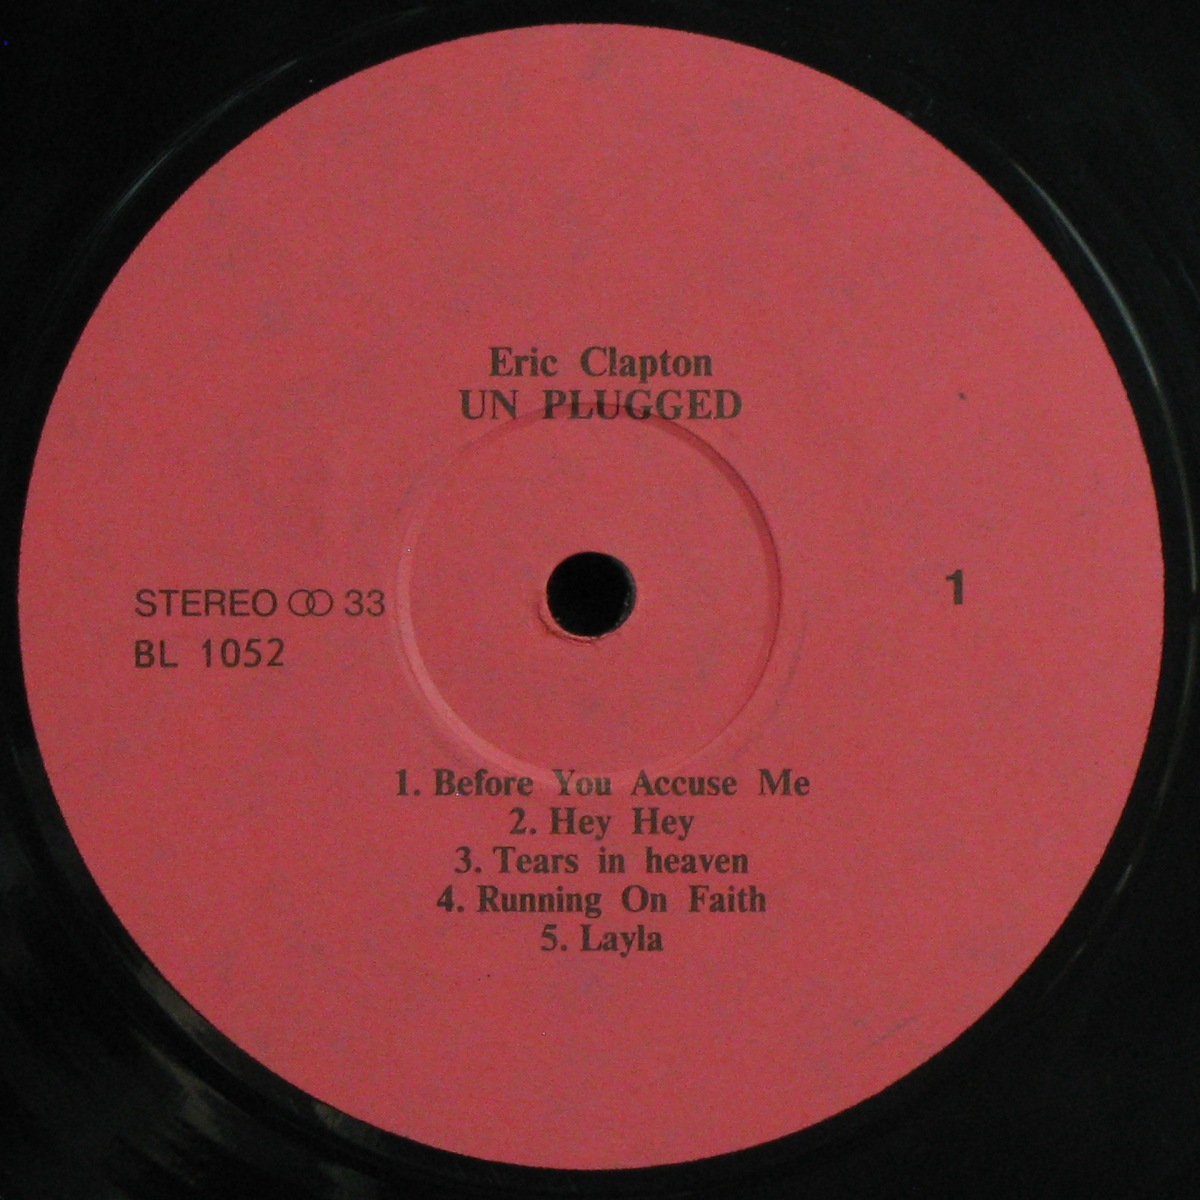 Eric Clapton
UN PLUGGED
STEREO ꝏ 33
BL 1052
1
1. Before You Accuse Me
2. Hey Hey
3. Tears in heaven
4. Running On Faith
5. Layla